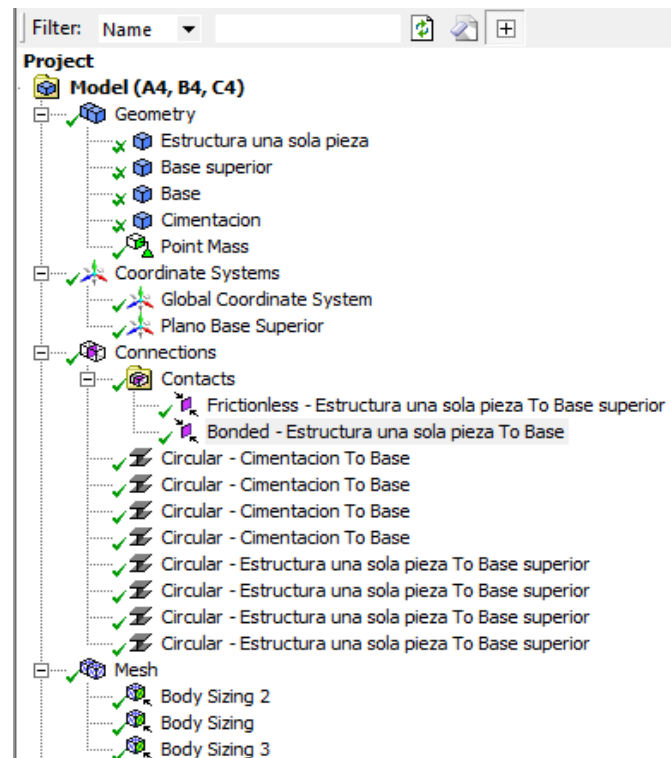 Filter: Name
Project
Model (A4, B4, C4)
Geometry
Estructura una sola pieza
Base superior
Base
Cimentacion
Point Mass
Coordinate Systems
Global Coordinate System
Plano Base Superior
Connections
Contacts
Frictionless - Estructura una sola pieza To Base superior
Bonded - Estructura una sola pieza To Base
Circular - Cimentacion To Base
Circular - Cimentacion To Base
Circular - Cimentacion To Base
Circular - Cimentacion To Base
Circular - Estructura una sola pieza To Base superior
Circular - Estructura una sola pieza To Base superior
Circular - Estructura una sola pieza To Base superior
Circular - Estructura una sola pieza To Base superior
Mesh
Body Sizing 2
Body Sizing
Body Sizing 3